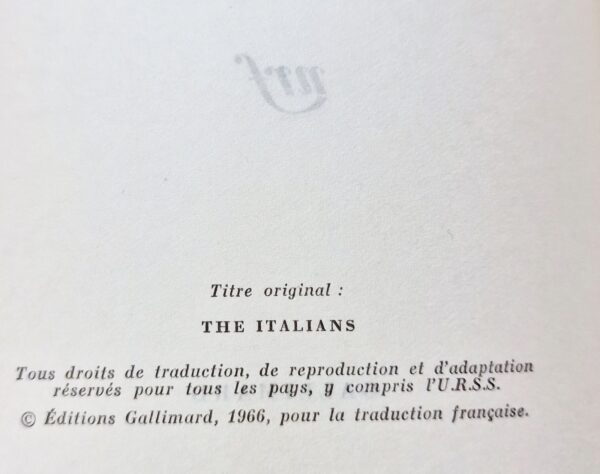 nrf
Titre original :
THE ITALIANS
Tous droits de traduction, de reproduction et d'adaptation
réservés pour tous les pays, y compris l'U.R.S.S.
© Éditions Gallimard, 1966, pour la traduction française.